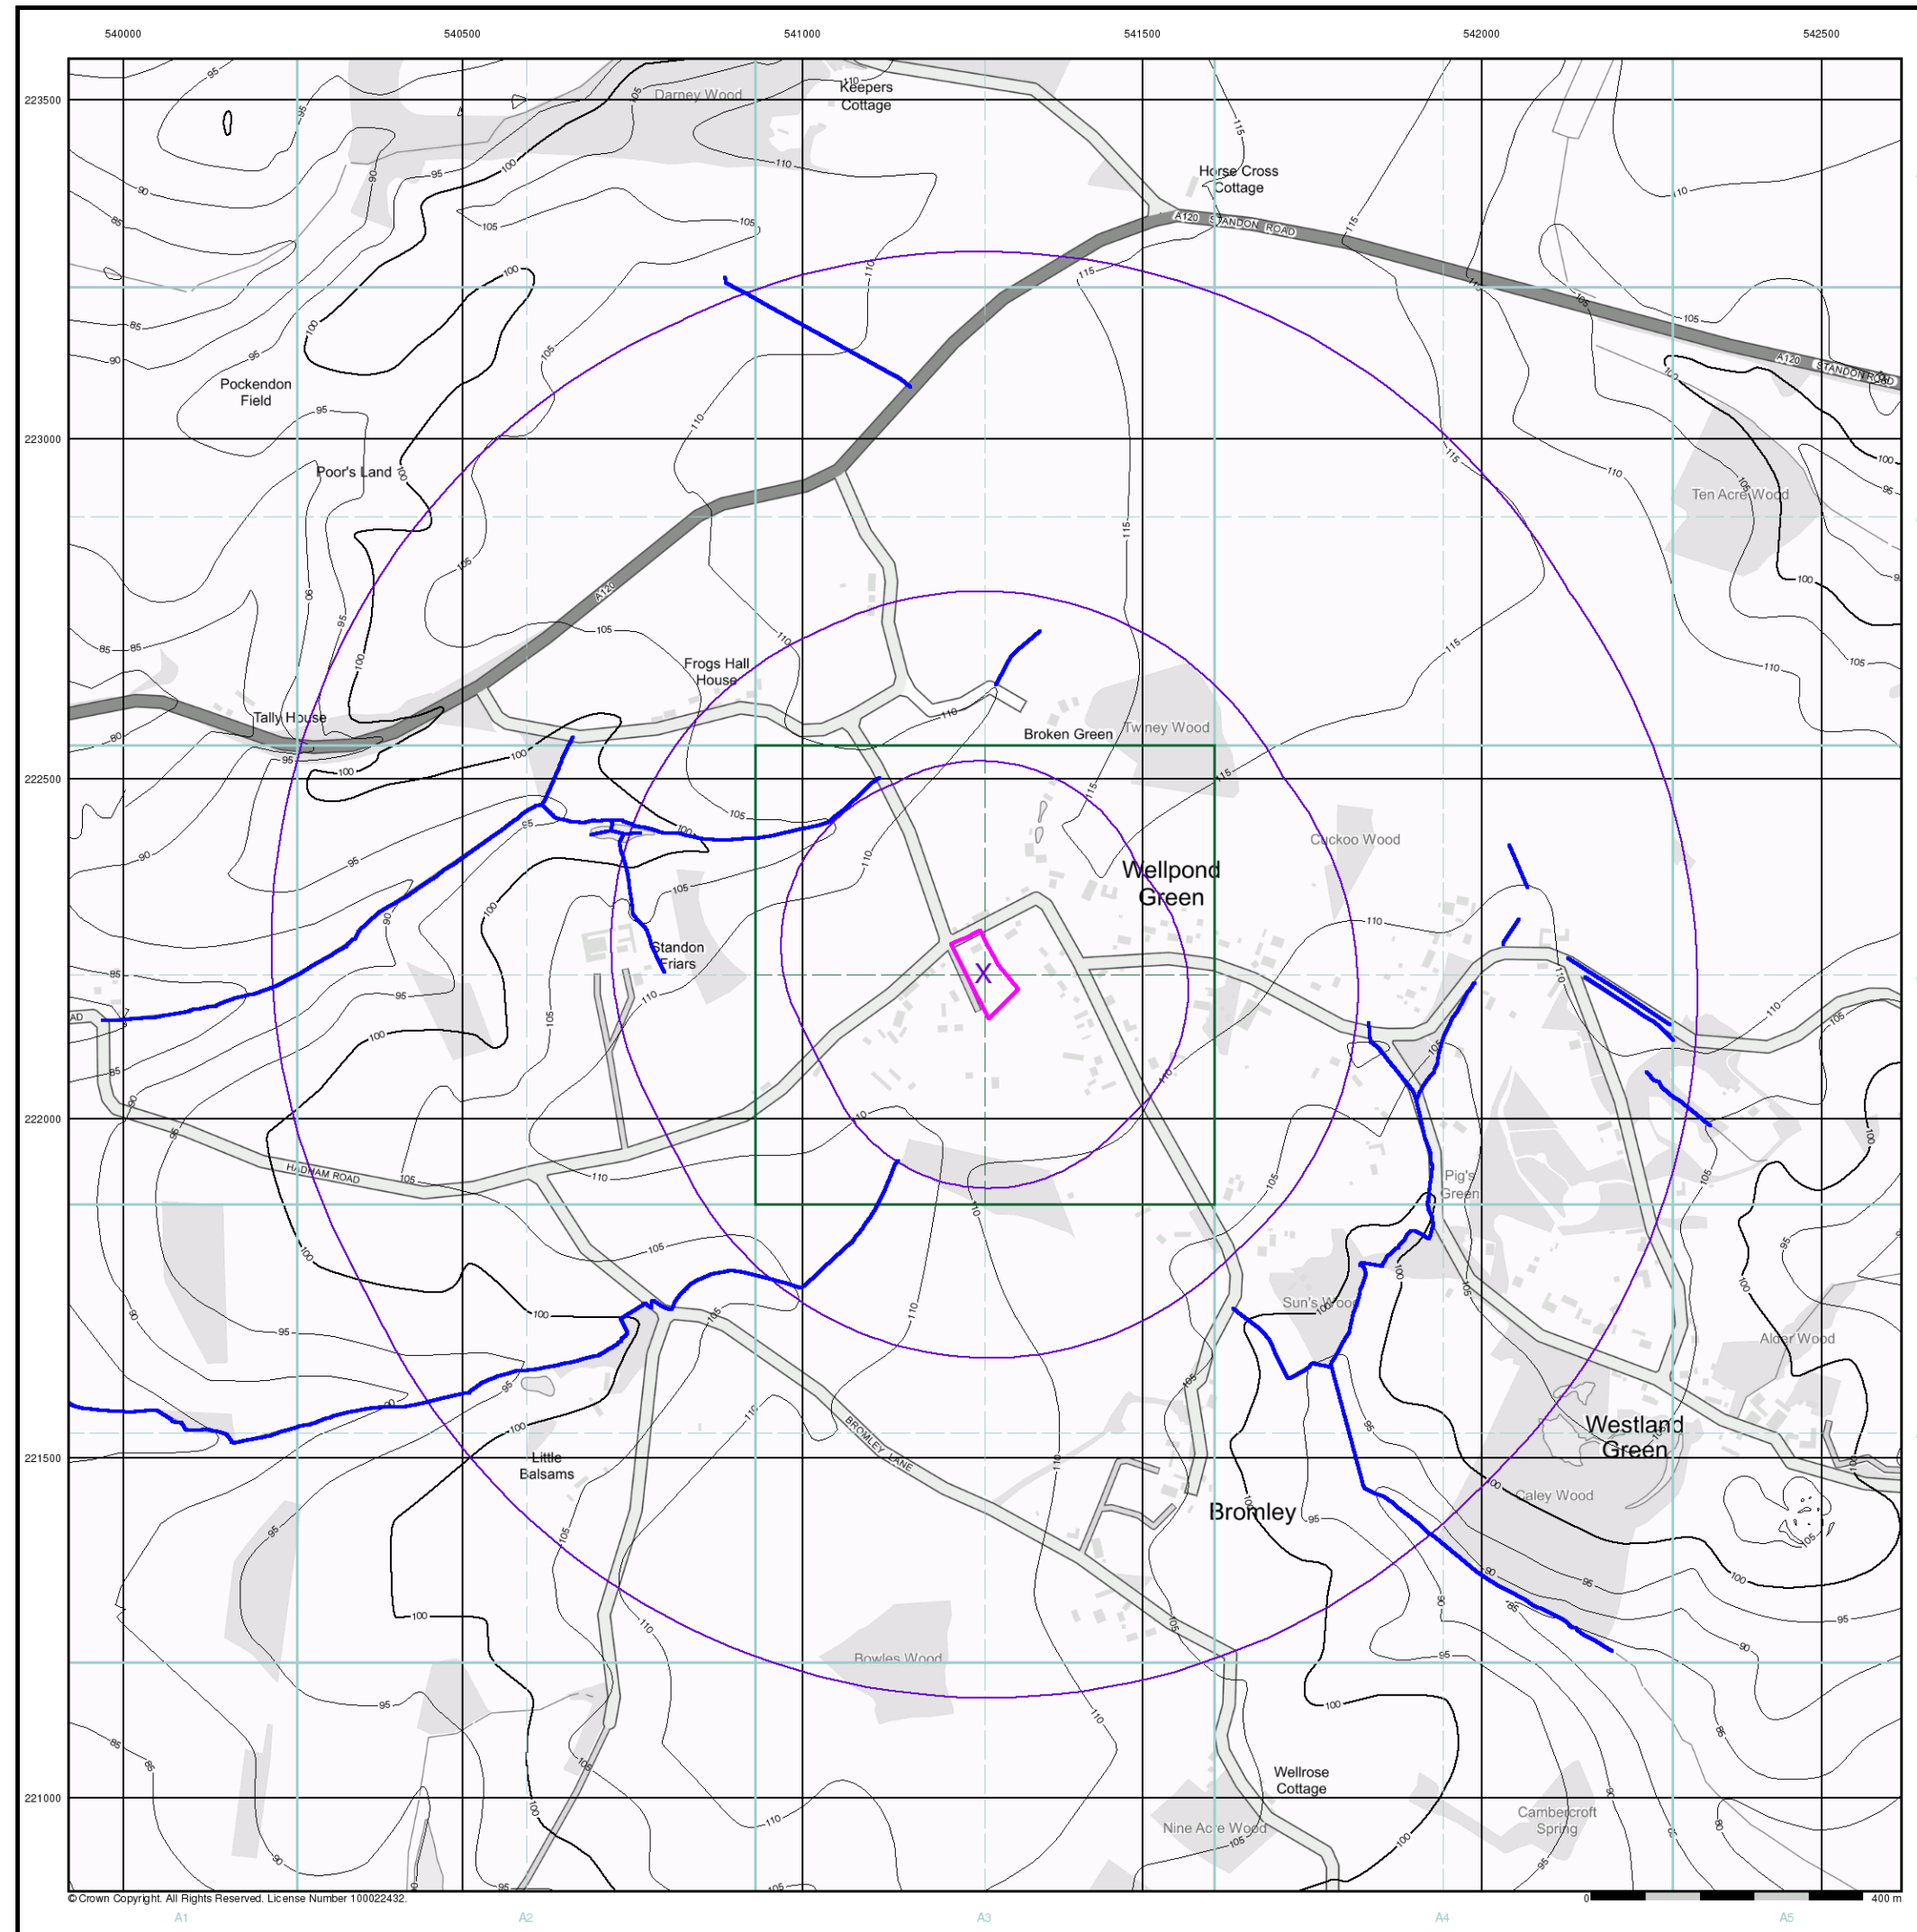 540000 540500 541000 541500 542000 542500
223500
223000
222500
222000
221500
221000
Darney Wood
Keepers
Cottage
Horse Cross
Cottage
A120 STANDON ROAD
A120 STANDON ROAD
Pockendon
Field
Poor's Land
Ten Acre Wood
A120
Frogs Hall
House
Tally House
Broken Green
Twiney Wood
Cuckoo Wood
Wellpond
Green
Standon
Friars
X
AD
HADHAM ROAD
Pig's
Green
Sun's Wood
Alder Wood
Little
Balsams
BROMLEY LANE
Westland
Green
Caley Wood
Bromley
Bowles Wood
Wellrose
Cottage
Nine Acre Wood
Cambercroft
Spring
© Crown Copyright. All Rights Reserved. License Number 100022432.
0 400 m
A1 A2 A3 A4 A5